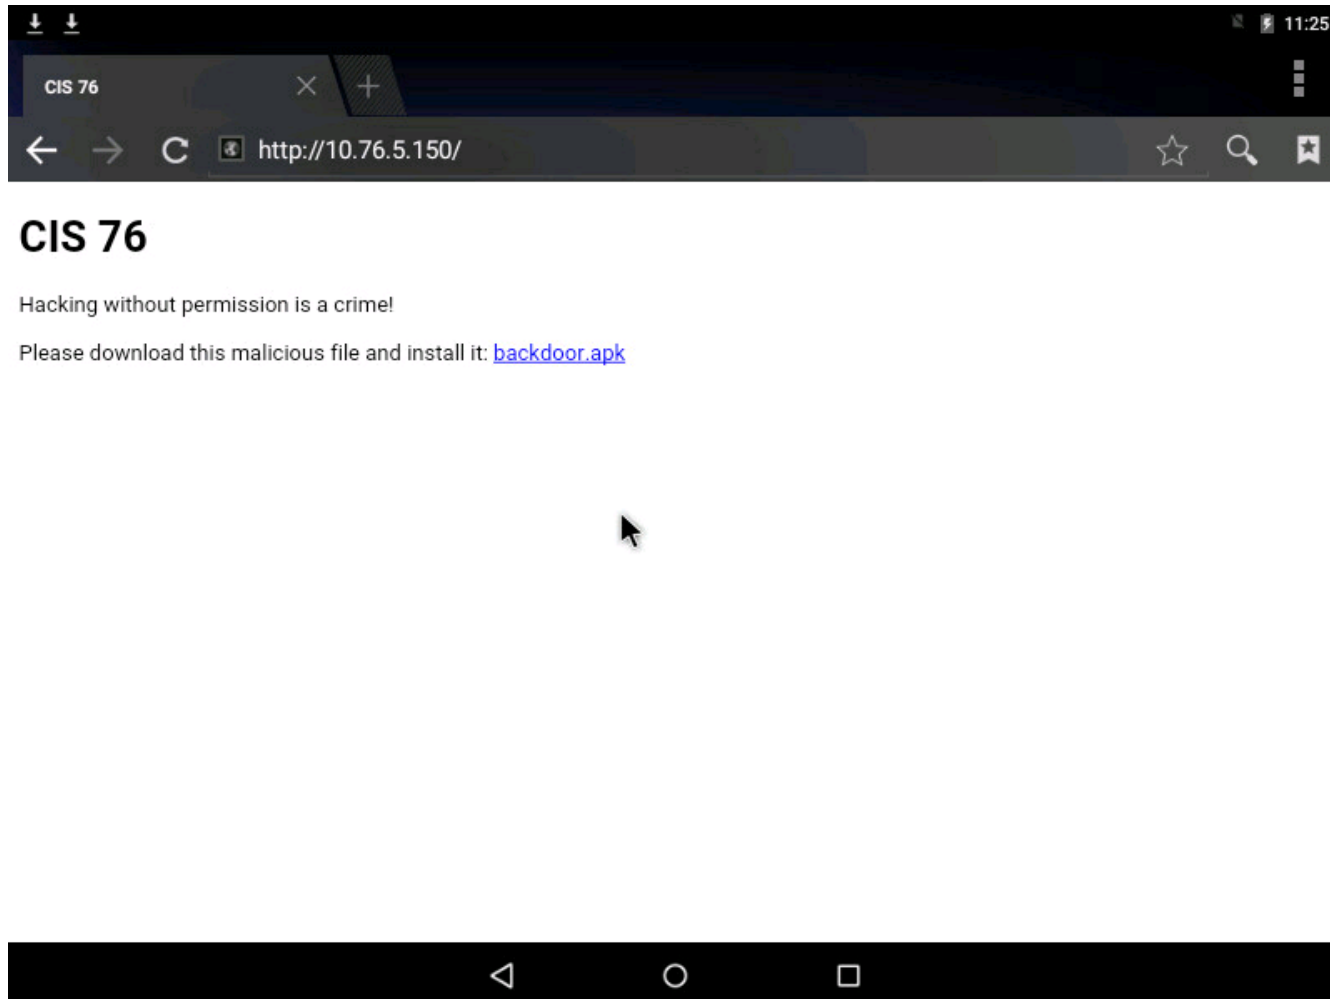 11:25
CIS 76
http://10.76.5.150/
CIS 76
Hacking without permission is a crime!
Please download this malicious file and install it: backdoor.apk